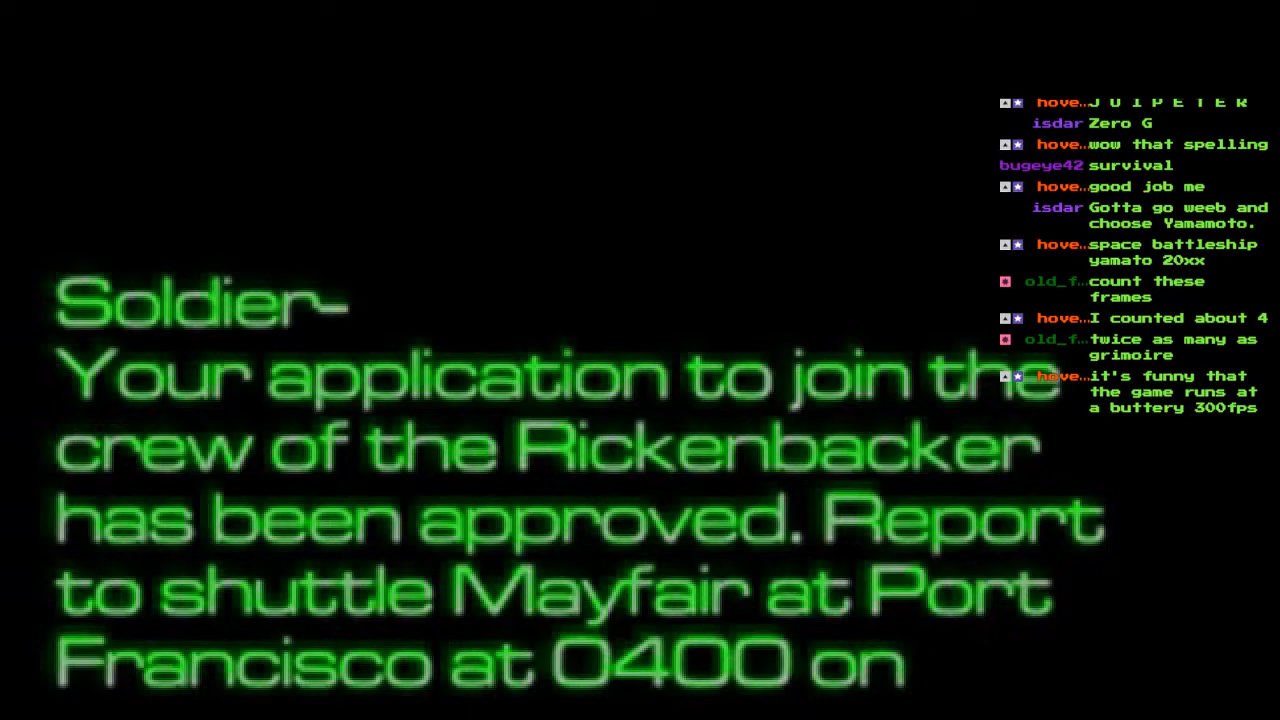 Soldier-
Your application to join the
crew of the Rickenbacker
has been approved. Report
to shuttle Mayfair at Port
Francisco at 0400 on
hove… J U I P E T E R
isdar Zero G
hove… wow that spelling
bugeye42 survival
hove… good job me
isdar Gotta go weeb and
choose Yamamoto.
hove… space battleship
yamato 20xx
old_f… count these
frames
hove… I counted about 4
old_f… twice as many as
grimoire
hove… it's funny that
the game runs at
a buttery 300fps